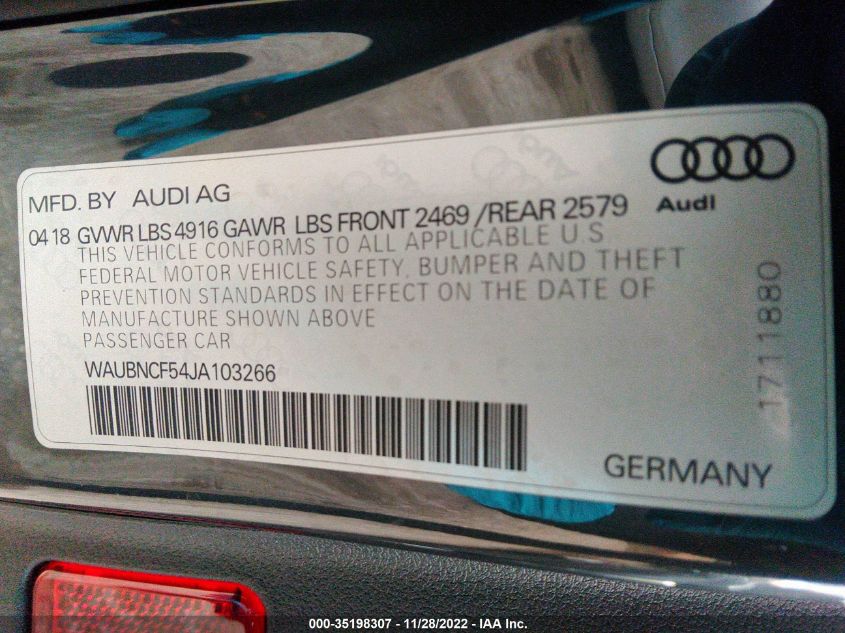 MFD. BY AUDI AG
Audi
04 18 GVWR LBS 4916 GAWR LBS FRONT 2469 /REAR 2579
THIS VEHICLE CONFORMS TO ALL APPLICABLE U.S.
FEDERAL MOTOR VEHICLE SAFETY, BUMPER AND THEFT
PREVENTION STANDARDS IN EFFECT ON THE DATE OF
MANUFACTURE SHOWN ABOVE
PASSENGER CAR
WAUBNCF54JA103266
1711880
GERMANY
000-35198307 - 11/28/2022 - IAA Inc.